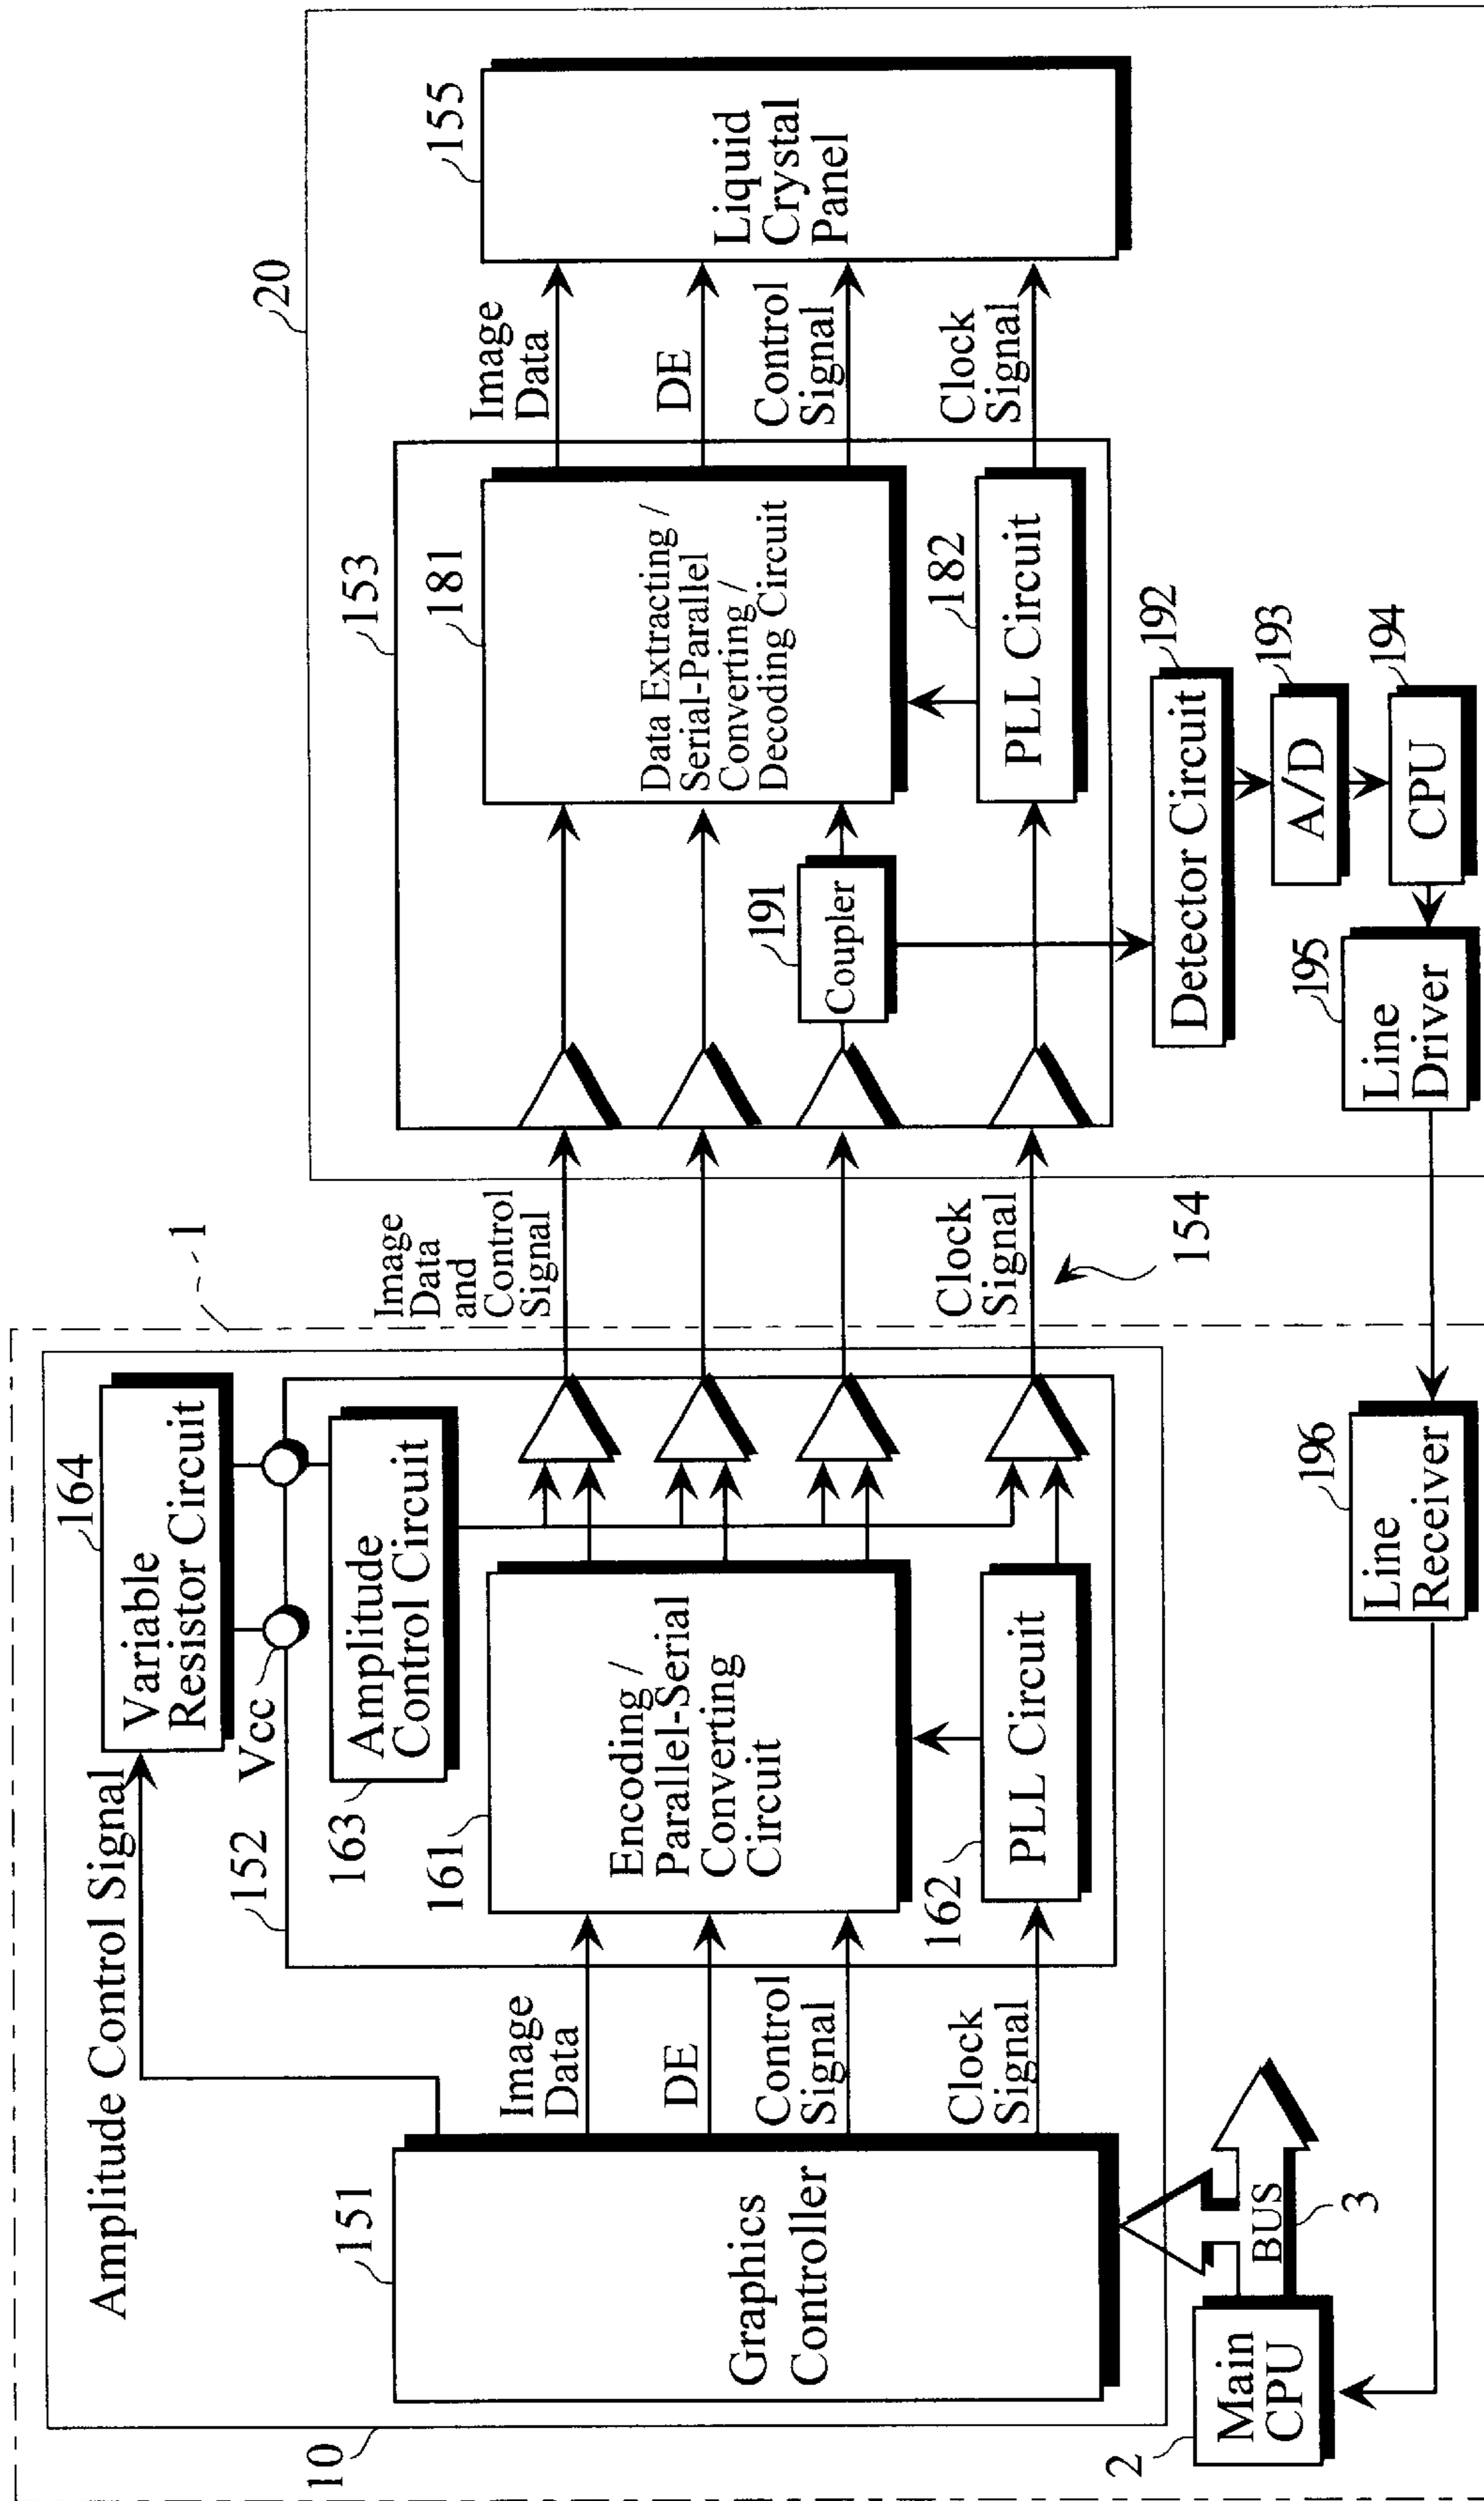 Amplitude Control Signal
164
Variable
Resistor Circuit
Vcc
152
163
Amplitude
Control Circuit
10
151
Graphics
Controller
Image
Data
DE
Control
Signal
Clock
Signal
161
Encoding /
Parallel-Serial
Converting
Circuit
162
PLL Circuit
1
Image
Data
and
Control
Signal
Clock
Signal
154
20
153
181
Data Extracting /
Serial-Parallel
Converting /
Decoding Circuit
191
Coupler
182
PLL Circuit
Image
Data
DE
Control
Signal
Clock
Signal
155
Liquid
Crystal
Panel
192
Detector Circuit
193
A/D
194
CPU
195
Line
Driver
196
Line
Receiver
2
Main
CPU
BUS
3